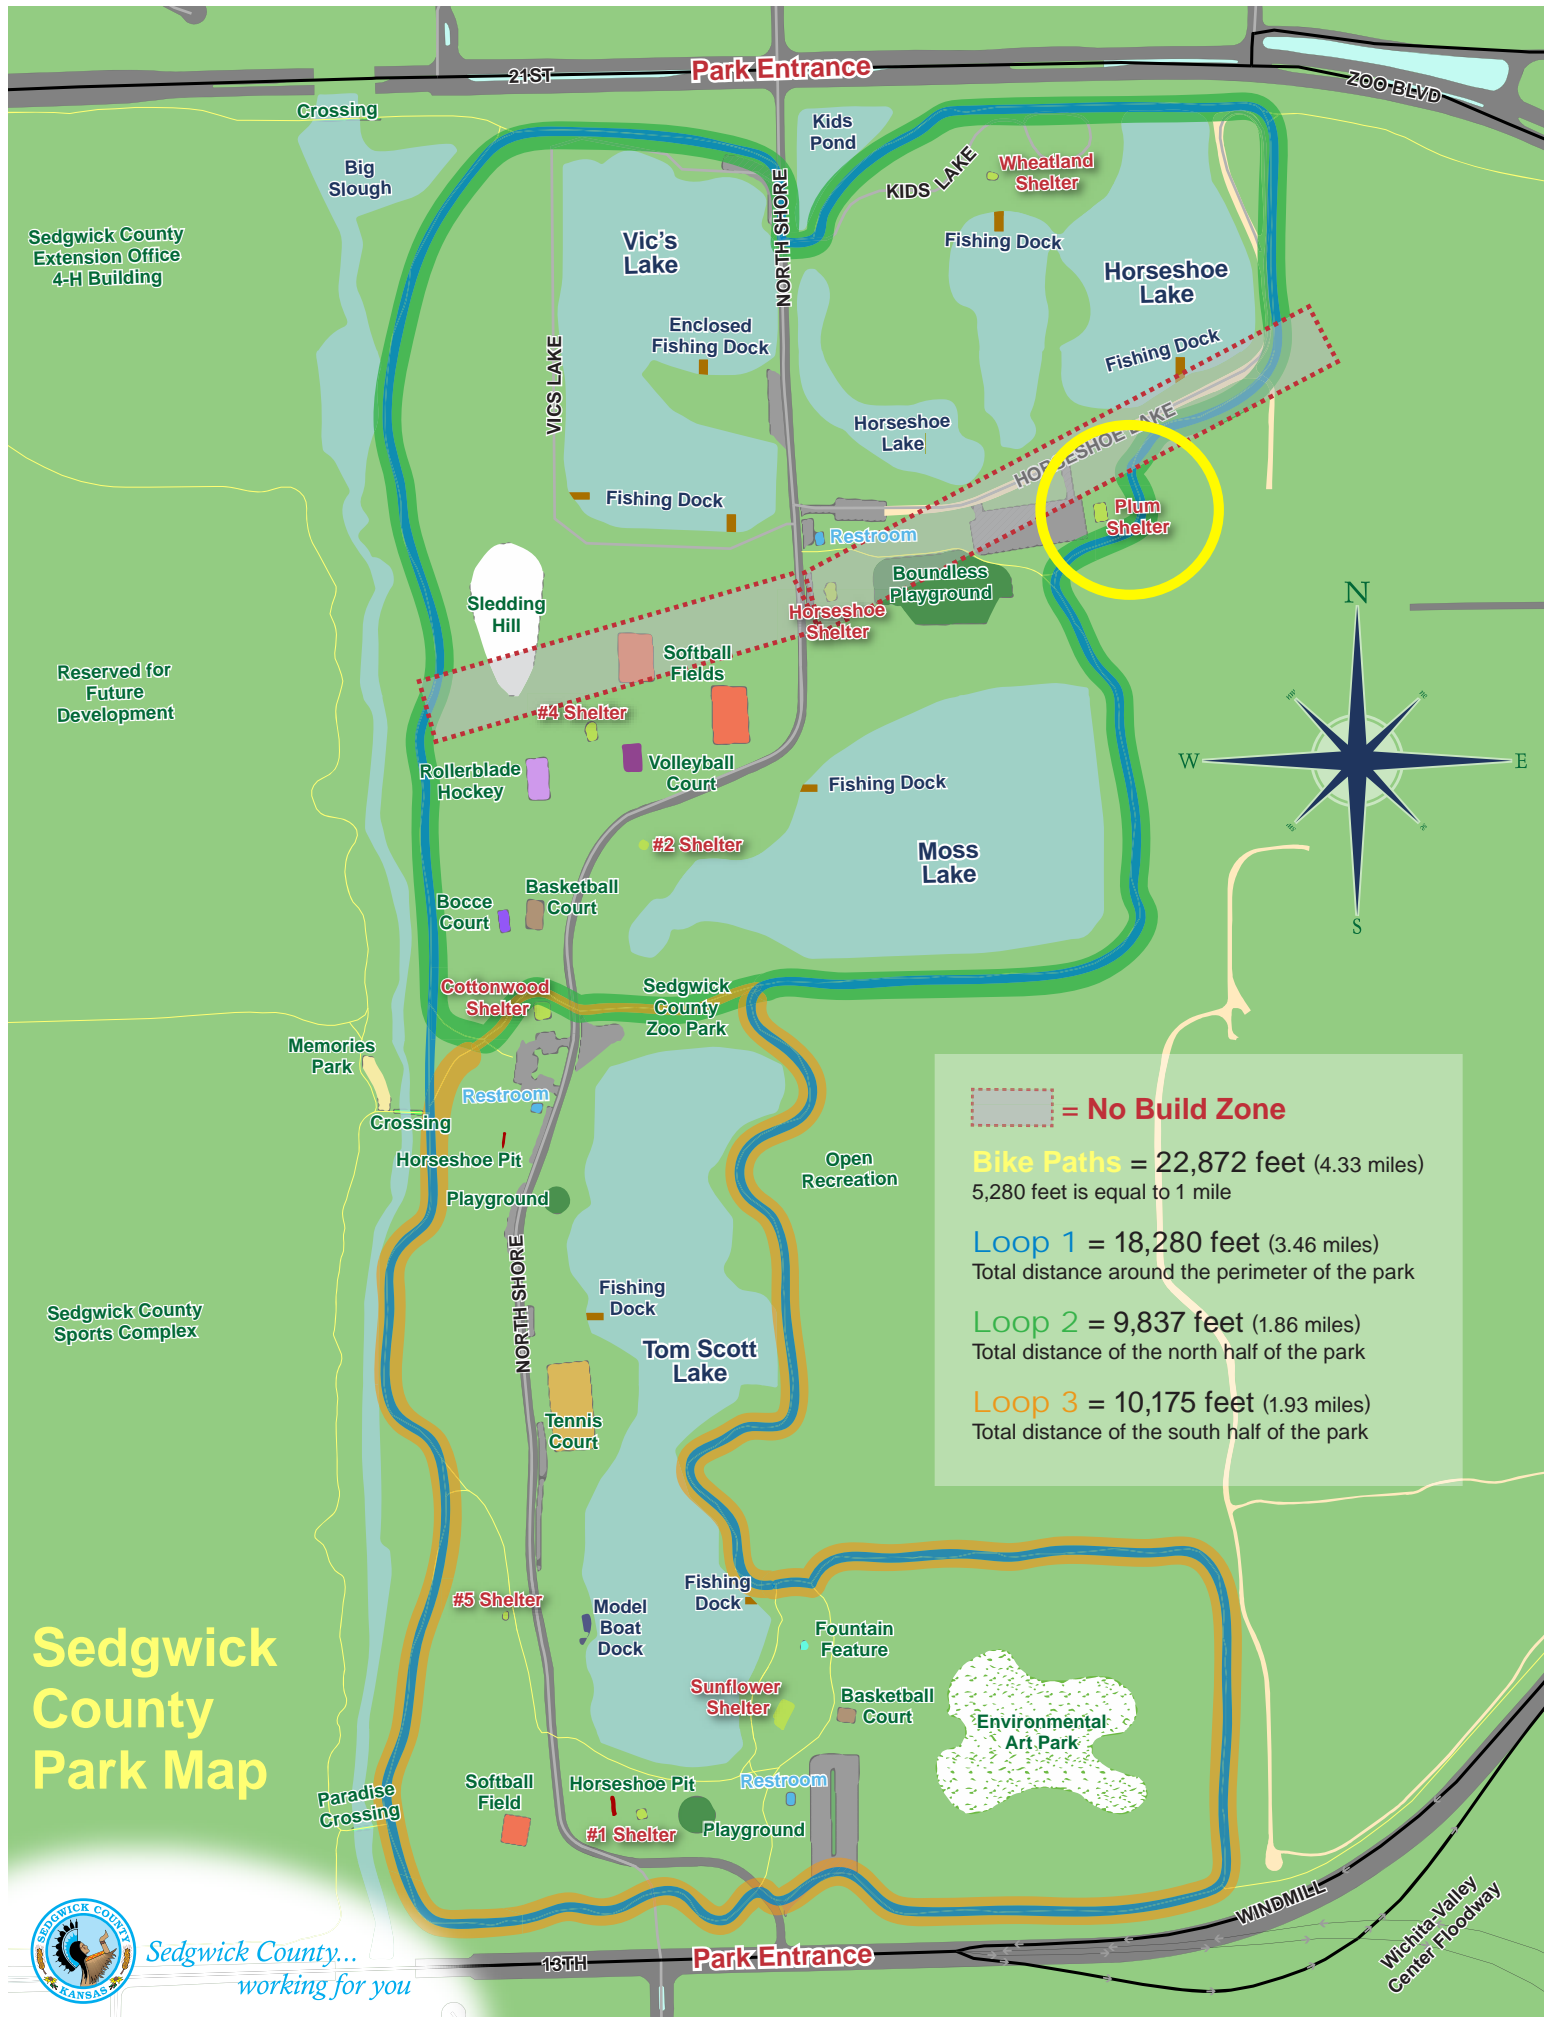 21ST
Park Entrance
ZOO BLVD
Crossing
Kids
Pond
Big
Slough
KIDS LAKE
Wheatland
Shelter
NORTH SHORE
Sedgwick County
Extension Office
4-H Building
Vic's
Lake
Fishing Dock
Horseshoe
Lake
Enclosed
Fishing Dock
Fishing Dock
VICS LAKE
Horseshoe
Lake
HORSESHOE LAKE
Fishing Dock
Plum
Shelter
Restroom
Boundless
Playground
Sledding
Hill
Horseshoe
Shelter
N
W
E
S
Softball
Fields
Reserved for
Future
Development
#4 Shelter
Rollerblade
Hockey
Volleyball
Court
Fishing Dock
#2 Shelter
Moss
Lake
Basketball
Court
Bocce
Court
Cottonwood
Shelter
Sedgwick
County
Zoo Park
Memories
Park
Restroom
Crossing
Horseshoe Pit
Playground
Open
Recreation
= No Build Zone
Bike Paths = 22,872 feet (4.33 miles)
5,280 feet is equal to 1 mile
Loop 1 = 18,280 feet (3.46 miles)
Total distance around the perimeter of the park
Loop 2 = 9,837 feet (1.86 miles)
Total distance of the north half of the park
Loop 3 = 10,175 feet (1.93 miles)
Total distance of the south half of the park
NORTH SHORE
Fishing
Dock
Sedgwick County
Sports Complex
Tom Scott
Lake
Tennis
Court
Fishing
Dock
#5 Shelter
Model
Boat
Dock
Fountain
Feature
Sunflower
Shelter
Basketball
Court
Environmental
Art Park
Sedgwick
County
Park Map
Paradise
Crossing
Softball
Field
Horseshoe Pit
Restroom
#1 Shelter
Playground
WINDMILL
Wichita-Valley
Center Floodway
13TH
Park Entrance
SEDGWICK COUNTY
KANSAS
Sedgwick County...
working for you